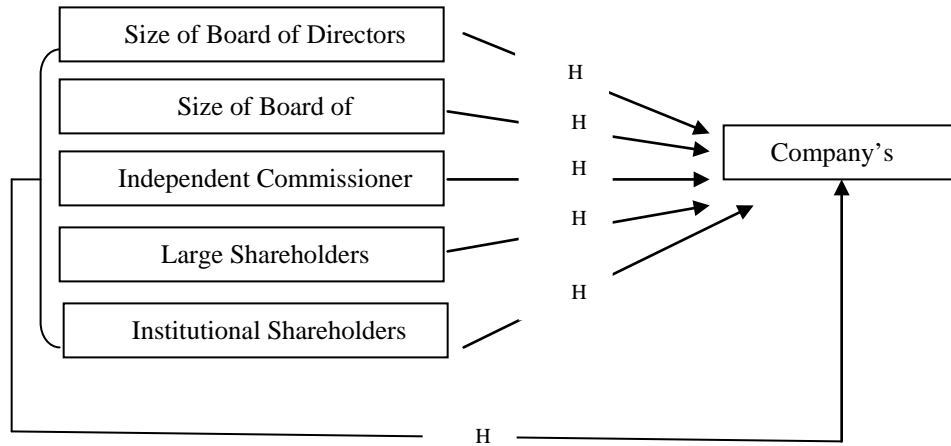 Size of Board of Directors
H
Size of Board of
H
Company's
Independent Commissioner
H
Large Shareholders
H
Institutional Shareholders
H
H